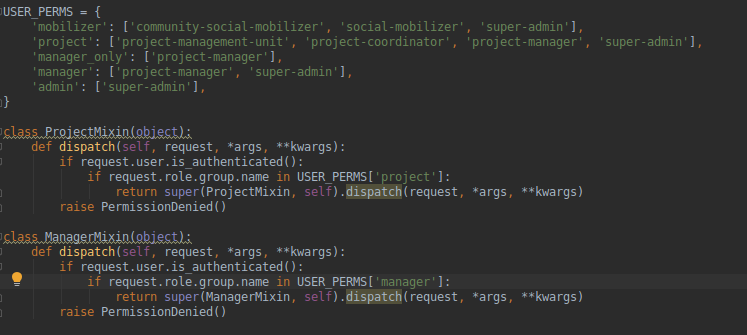 USER_PERMS = {
    'mobilizer': ['community-social-mobilizer', 'social-mobilizer', 'super-admin'],
    'project': ['project-management-unit', 'project-coordinator', 'project-manager', 'super-admin'],
    'manager_only': ['project-manager'],
    'manager': ['project-manager', 'super-admin'],
    'admin': ['super-admin'],
}
class ProjectMixin(object):
    def dispatch(self, request, *args, **kwargs):
        if request.user.is_authenticated():
            if request.role.group.name in USER_PERMS['project']:
                return super(ProjectMixin, self).dispatch(request, *args, **kwargs)
        raise PermissionDenied()
class ManagerMixin(object):
    def dispatch(self, request, *args, **kwargs):
        if request.user.is_authenticated():
            if request.role.group.name in USER_PERMS['manager']:
                return super(ManagerMixin, self).dispatch(request, *args, **kwargs)
        raise PermissionDenied()